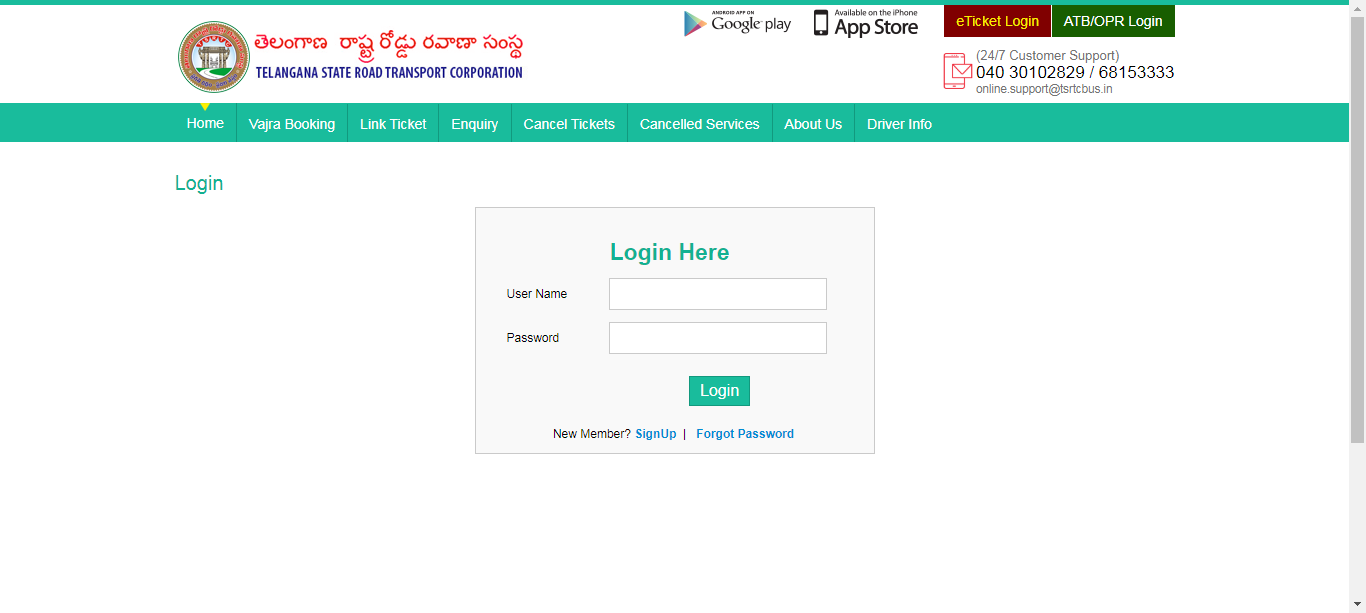 తెలంగాణ రాష్ట్ర రోడ్డు రవాణా సంస్థ
TELANGANA STATE ROAD TRANSPORT CORPORATION
ANDROID APP ON
Google play
Available on the iPhone
App Store
eTicket Login
ATB/OPR Login
(24/7 Customer Support)
040 30102829 / 68153333
online.support@tsrtcbus.in
Home
Vajra Booking
Link Ticket
Enquiry
Cancel Tickets
Cancelled Services
About Us
Driver Info
Login
Login Here
User Name
Password
Login
New Member? SignUp | Forgot Password